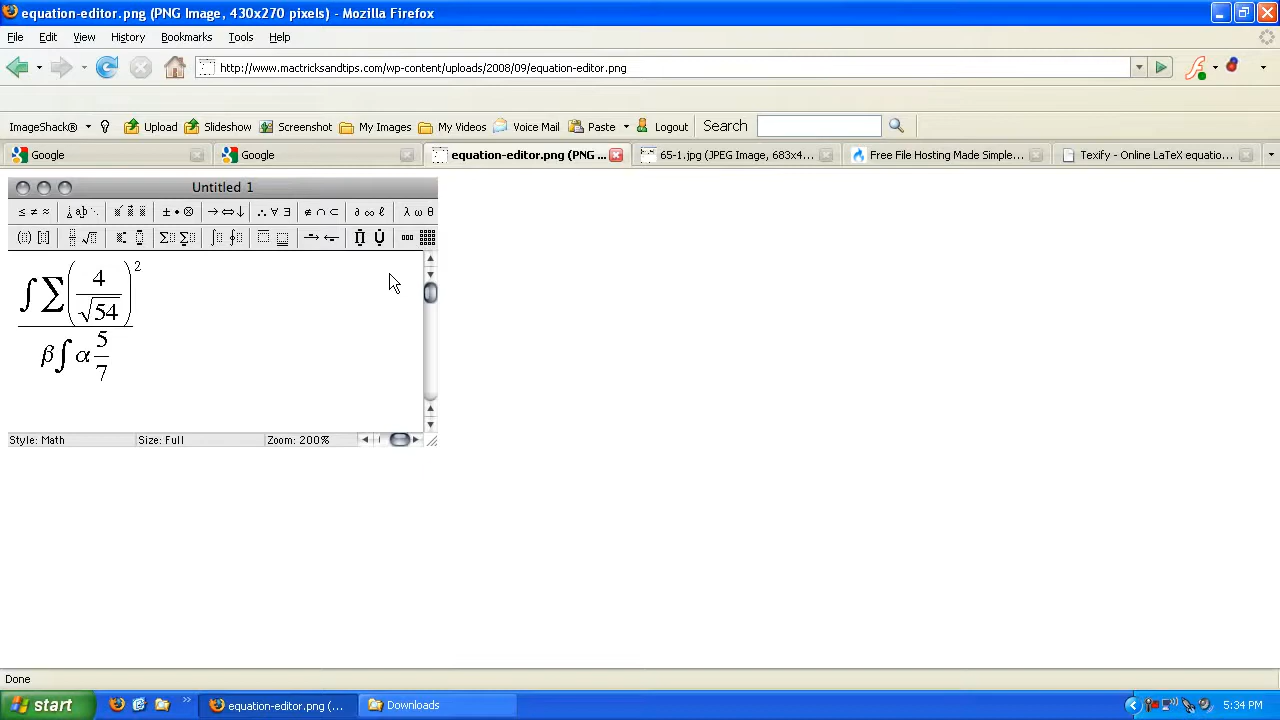 equation-editor.png (PNG Image, 430x270 pixels) - Mozilla Firefox
File Edit View History Bookmarks Tools Help
http://www.mactricksandtips.com/wp-content/uploads/2008/09/equation-editor.png
ImageShack® Upload Slideshow Screenshot My Images My Videos Voice Mail Paste Logout Search
Google Google equation-editor.png (PNG ... 65-1.jpg (JPEG Image, 683x4... Free File Hosting Made Simple... Texify - Online LaTeX equatio...
Untitled 1
≤ ≠ ≈ ± • ⊗ → ⇔ ↓ ∴ ∀ ∃ ∉ ∩ ⊂ ∂ ∞ ℓ λ ω θ
∫ ∑ ( 4 / √54 ) 2
β ∫ α 5 / 7
Style: Math Size: Full Zoom: 200%
Done
start equation-editor.png (... Downloads 5:34 PM